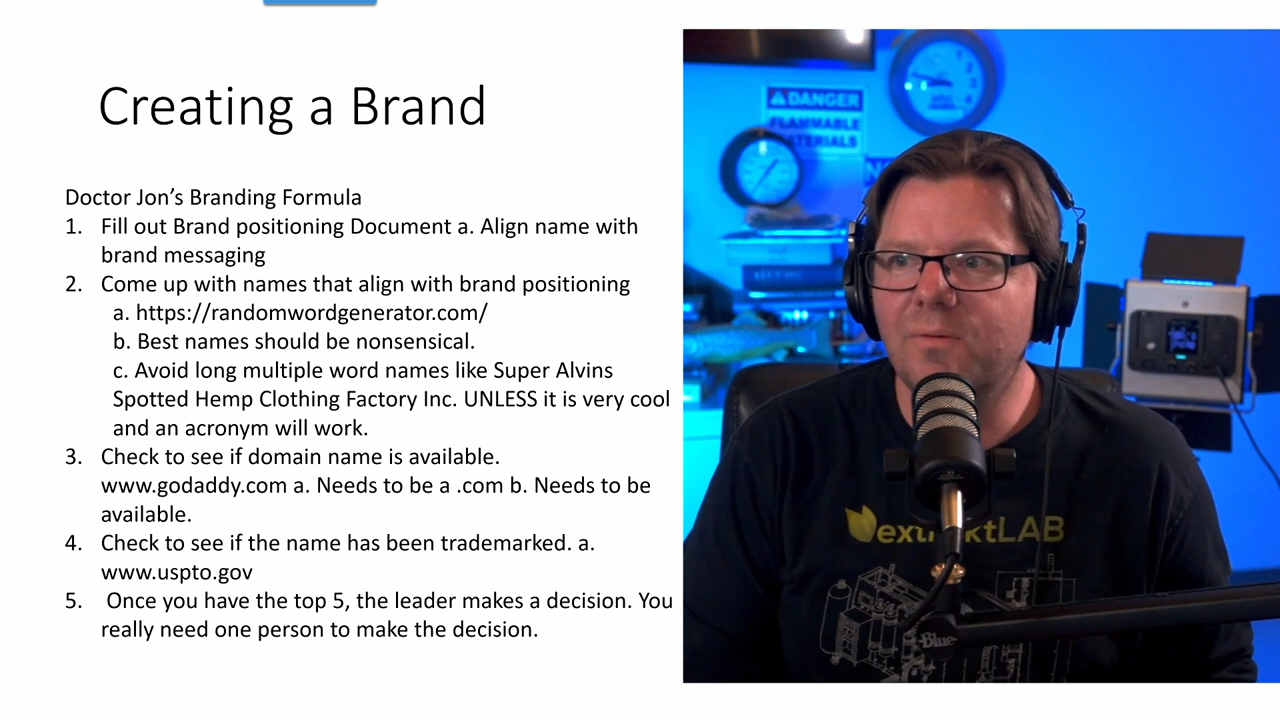 Creating a Brand
Doctor Jon’s Branding Formula
1. Fill out Brand positioning Document a. Align name with
brand messaging
2. Come up with names that align with brand positioning
a. https://randomwordgenerator.com/
b. Best names should be nonsensical.
c. Avoid long multiple word names like Super Alvins
Spotted Hemp Clothing Factory Inc. UNLESS it is very cool
and an acronym will work.
3. Check to see if domain name is available.
www.godaddy.com a. Needs to be a .com b. Needs to be
available.
4. Check to see if the name has been trademarked. a.
www.uspto.gov
5. Once you have the top 5, the leader makes a decision. You
really need one person to make the decision.
DANGER
FLAMMABLE
MATERIALS
1
2
3
4
LAB
Blue